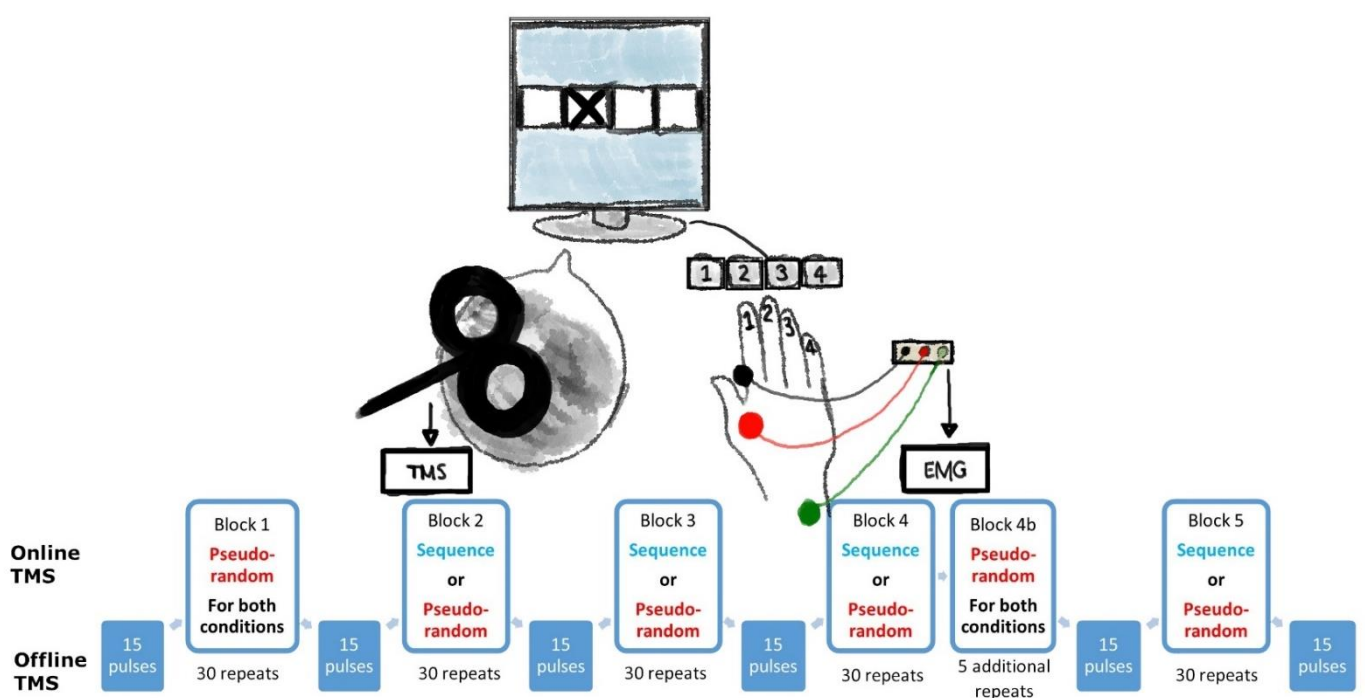 X
1 2 3 4
1
2
3
4
TMS
EMG
Online
TMS
Block 1
Pseudo-
random
For both
conditions
30 repeats
Block 2
Sequence
or
Pseudo-
random
30 repeats
Block 3
Sequence
or
Pseudo-
random
30 repeats
Block 4
Sequence
or
Pseudo-
random
30 repeats
Block 4b
Pseudo-
random
For both
conditions
5 additional
repeats
Block 5
Sequence
or
Pseudo-
random
30 repeats
Offline
TMS
15
pulses
15
pulses
15
pulses
15
pulses
15
pulses
15
pulses